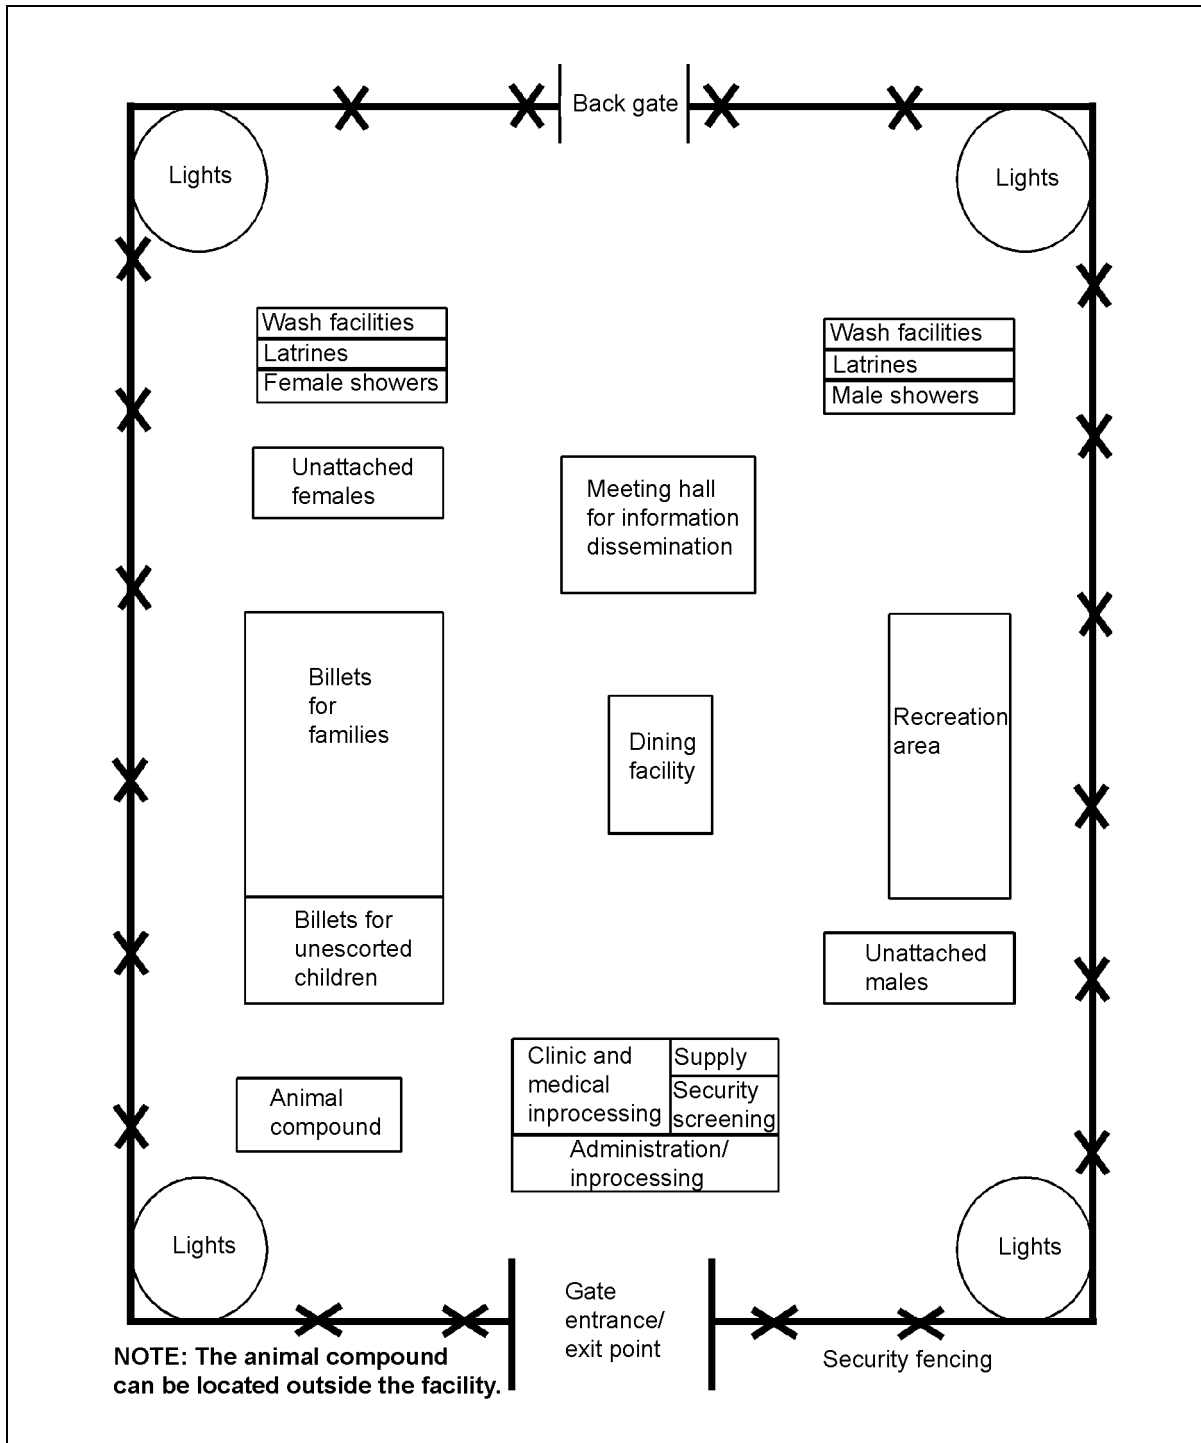 Back gate
Lights
Lights
Wash facilities
Latrines
Female showers
Wash facilities
Latrines
Male showers
Unattached
females
Meeting hall
for information
dissemination
Billets
for
families
Dining
facility
Recreation
area
Billets for
unescorted
children
Unattached
males
Clinic and
medical
inprocessing
Supply
Security
screening
Administration/
inprocessing
Animal
compound
Lights
Lights
Gate
entrance/
exit point
Security fencing
NOTE: The animal compound
can be located outside the facility.